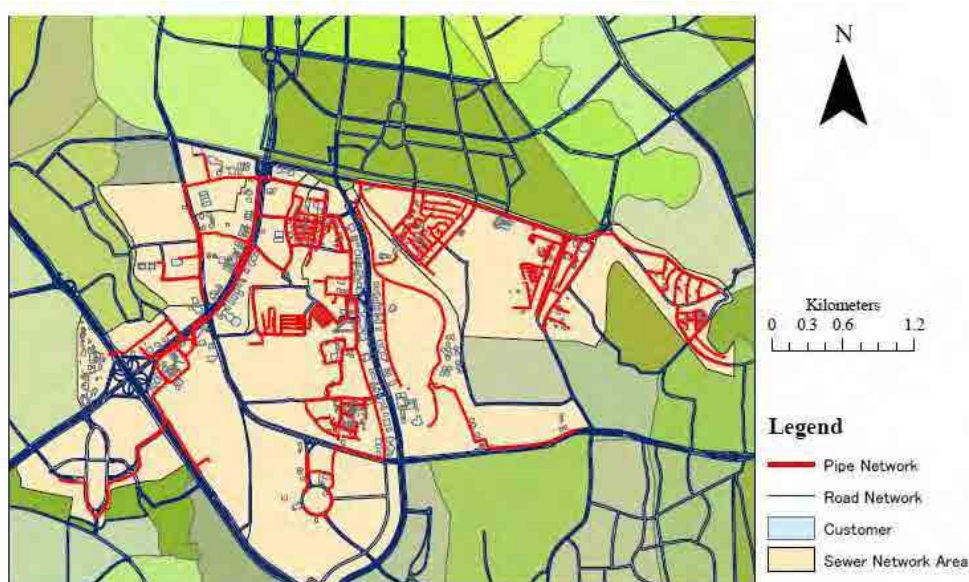 N
Kilometers
0 0.3 0.6 1.2
Legend
Pipe Network
Road Network
Customer
Sewer Network Area